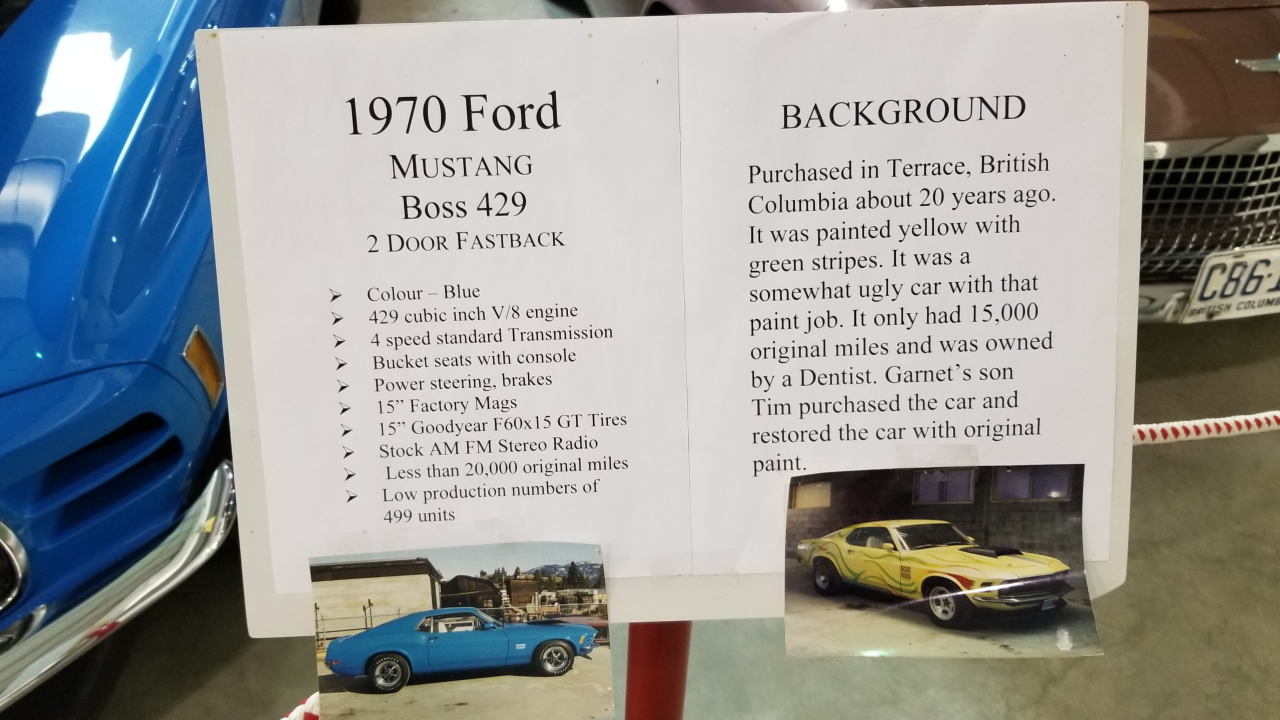 1970 Ford
MUSTANG
Boss 429
2 DOOR FASTBACK
➢ Colour – Blue
➢ 429 cubic inch V/8 engine
➢ 4 speed standard Transmission
➢ Bucket seats with console
➢ Power steering, brakes
➢ 15” Factory Mags
➢ 15” Goodyear F60x15 GT Tires
➢ Stock AM FM Stereo Radio
➢ Less than 20,000 original miles
➢ Low production numbers of
499 units
BACKGROUND
Purchased in Terrace, British
Columbia about 20 years ago.
It was painted yellow with
green stripes. It was a
somewhat ugly car with that
paint job. It only had 15,000
original miles and was owned
by a Dentist. Garnet’s son
Tim purchased the car and
restored the car with original
paint.
C86-
BRITISH COLUMB